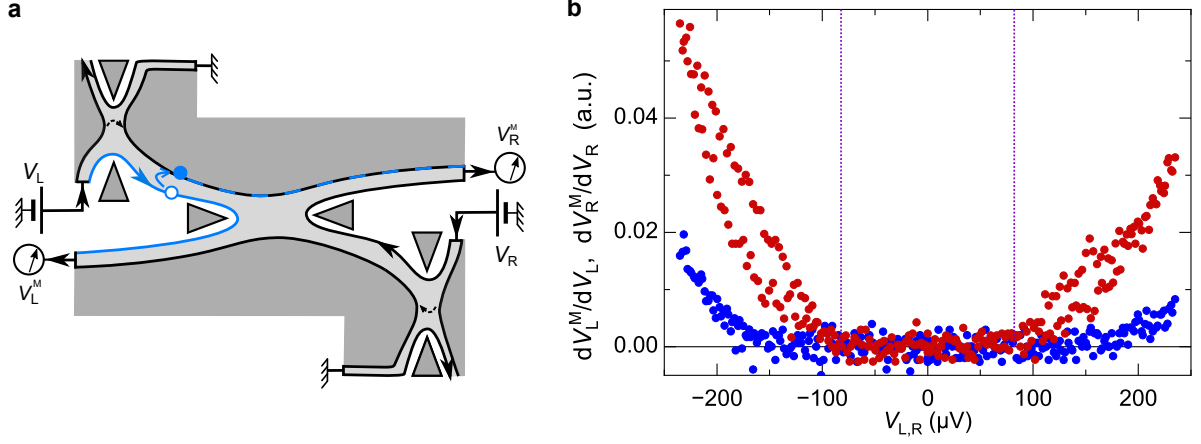 a
V_R^M
V_L
V_L^M
V_R
b
dV_L^M/dV_L, dV_R^M/dV_R (a.u.)
0.04
0.02
0.00
−200 −100 0 100 200
V_L,R (μV)